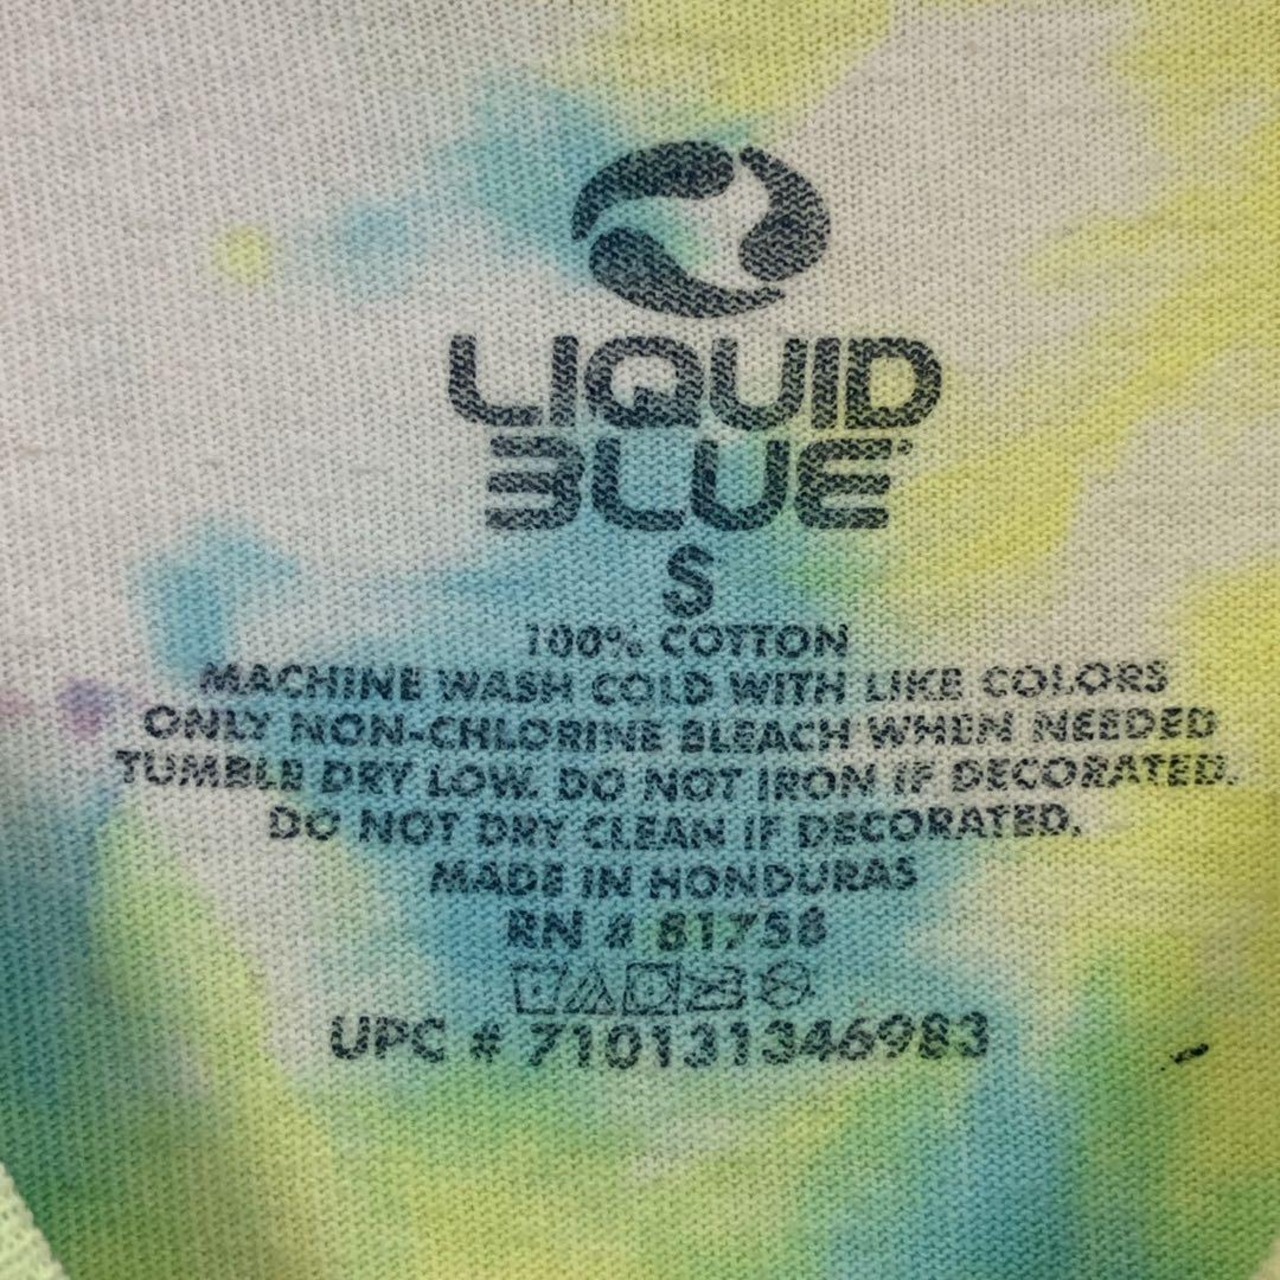 LIQUID
BLUE
S
100% COTTON
MACHINE WASH COLD WITH LIKE COLORS
ONLY NON-CHLORINE BLEACH WHEN NEEDED
TUMBLE DRY LOW. DO NOT IRON IF DECORATED.
DO NOT DRY CLEAN IF DECORATED.
MADE IN HONDURAS
RN # 81758
UPC # 710131346983